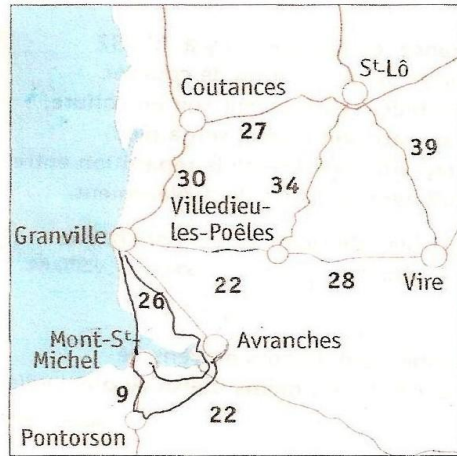 St-Lô
Coutances
27
39
30
34
Villedieu-
les-Poêles
Granville
22
28
Vire
26
Mont-St-
Michel
Avranches
9
22
Pontorson